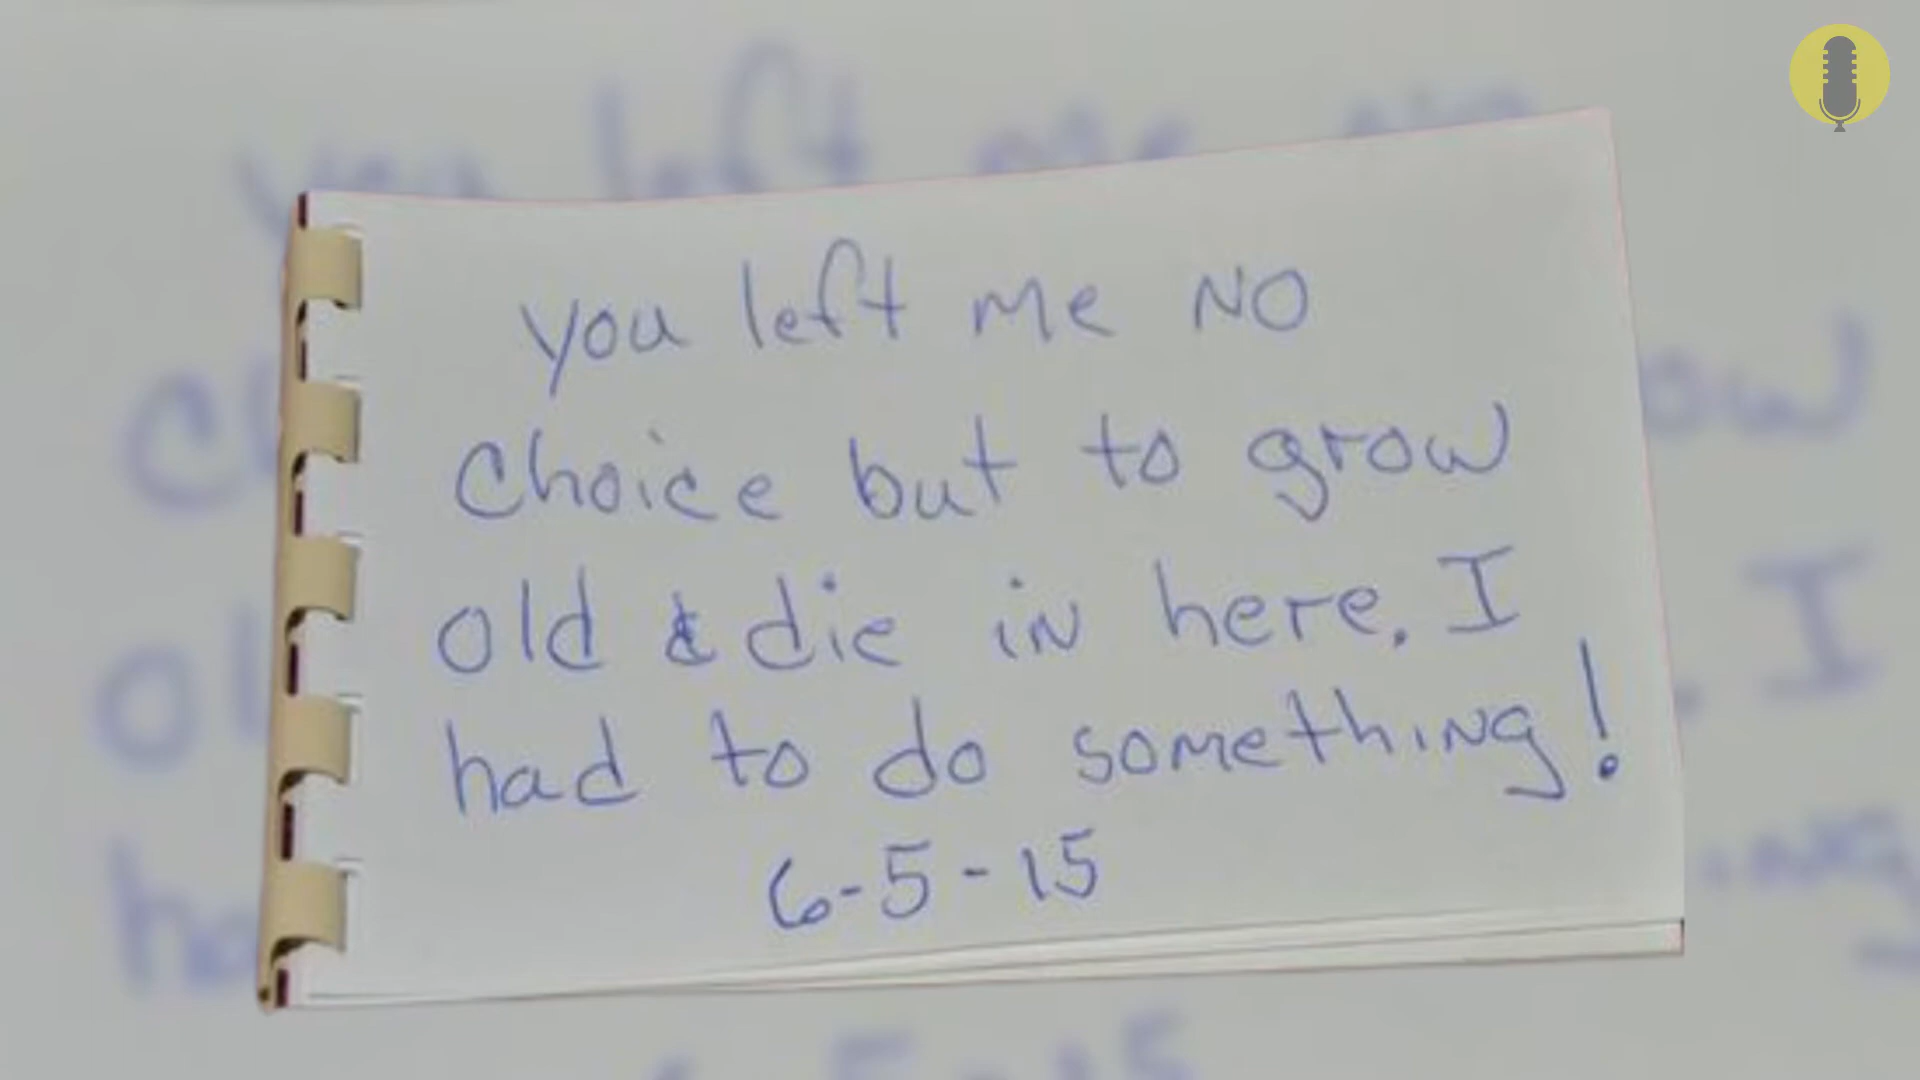 you left me NO
Choice but to grow
old & die in here. I
had to do something!
6-5-15